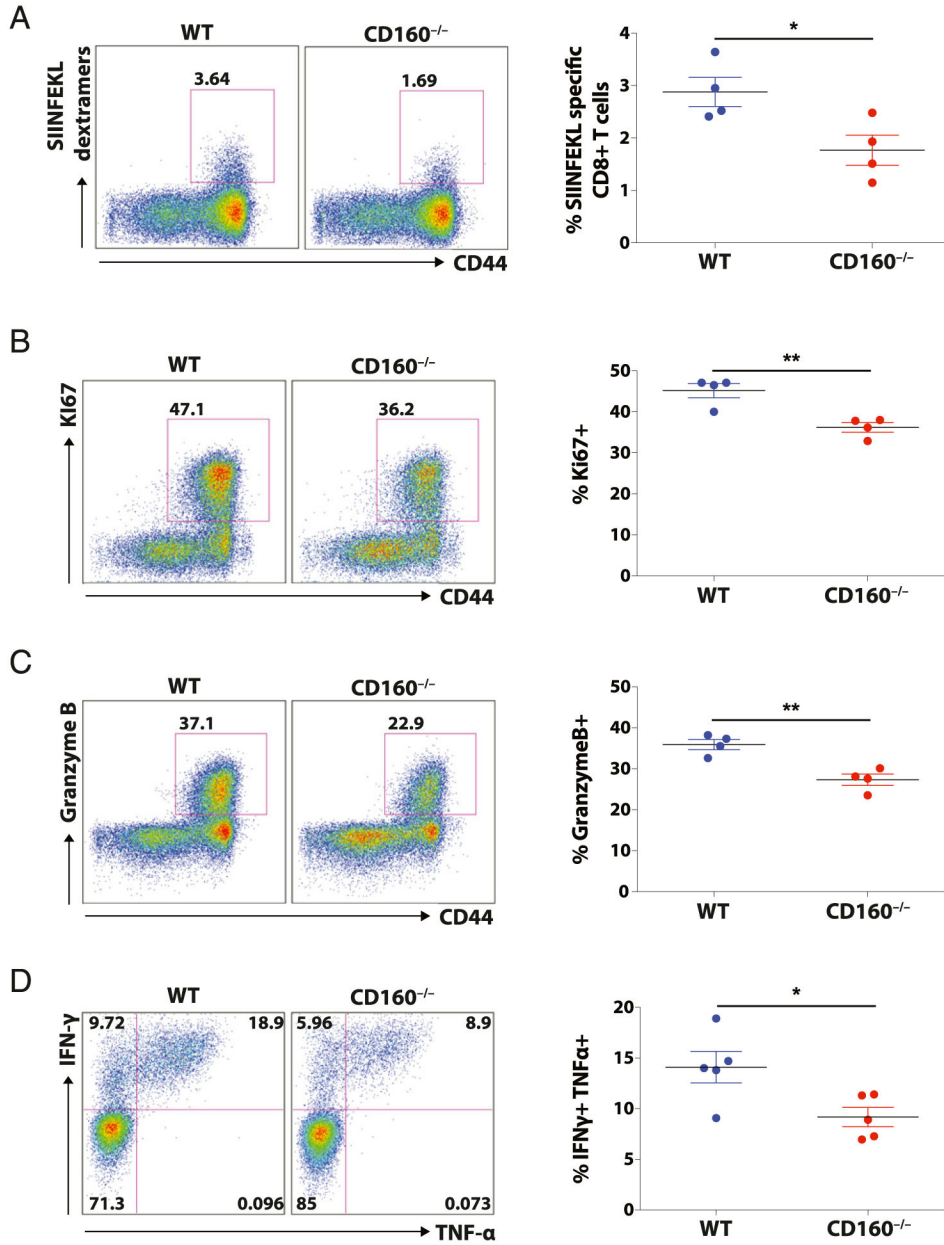 A
WT
CD160–/–
SIINFEKL
dextramers
3.64
1.69
CD44
% SIINFEKL specific
CD8+ T cells
4
3
2
1
0
*
WT
CD160–/–
B
WT
CD160–/–
KI67
47.1
36.2
CD44
% Ki67+
50
40
30
20
10
0
**
WT
CD160–/–
C
WT
CD160–/–
Granzyme B
37.1
22.9
CD44
% GranzymeB+
50
40
30
20
10
0
**
WT
CD160–/–
D
WT
CD160–/–
IFN-γ
9.72 18.9
5.96 8.9
71.3 0.096
85 0.073
TNF-α
% IFNγ+ TNFα+
20
15
10
5
0
*
WT
CD160–/–